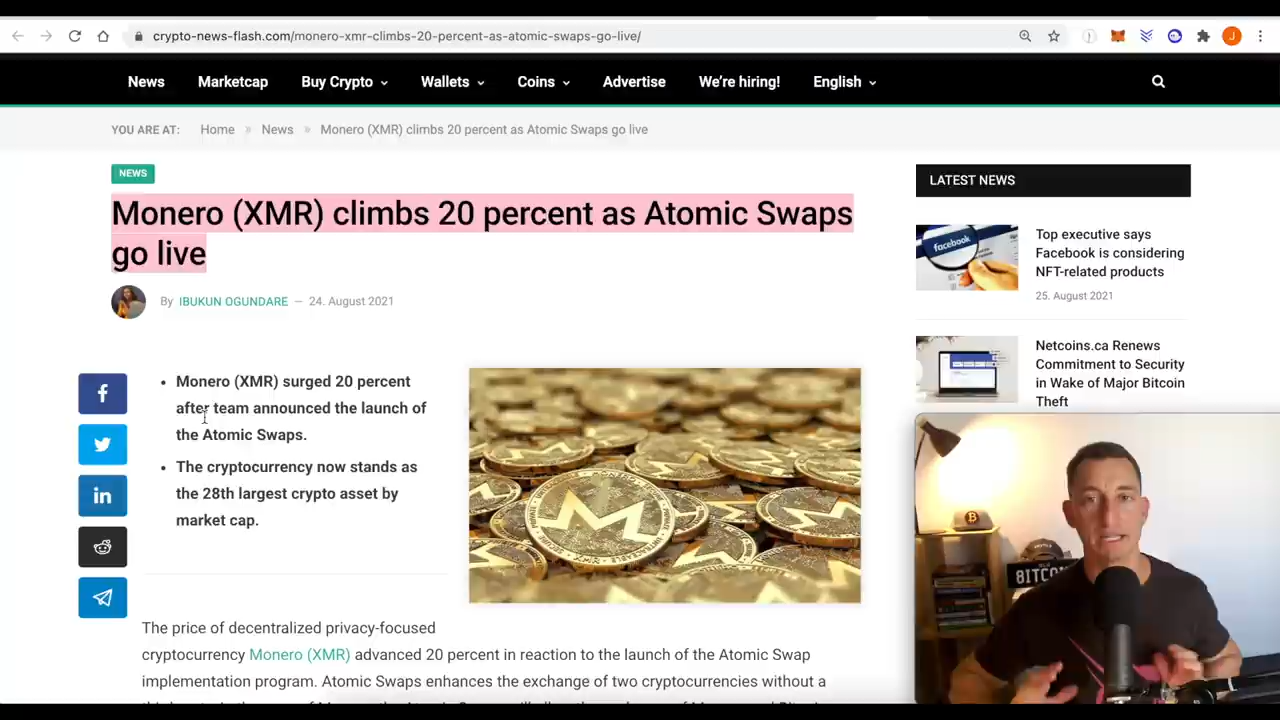 crypto-news-flash.com/monero-xmr-climbs-20-percent-as-atomic-swaps-go-live/
J
News Marketcap Buy Crypto Wallets Coins Advertise We're hiring! English
YOU ARE AT: Home » News » Monero (XMR) climbs 20 percent as Atomic Swaps go live
NEWS
Monero (XMR) climbs 20 percent as Atomic Swaps
go live
By IBUKUN OGUNDARE — 24. August 2021
• Monero (XMR) surged 20 percent
after team announced the launch of
the Atomic Swaps.
• The cryptocurrency now stands as
the 28th largest crypto asset by
market cap.
The price of decentralized privacy-focused
cryptocurrency Monero (XMR) advanced 20 percent in reaction to the launch of the Atomic Swap
implementation program. Atomic Swaps enhances the exchange of two cryptocurrencies without a
LATEST NEWS
facebook
Top executive says
Facebook is considering
NFT-related products
25. August 2021
Netcoins.ca Renews
Commitment to Security
in Wake of Major Bitcoin
Theft
8ITCO